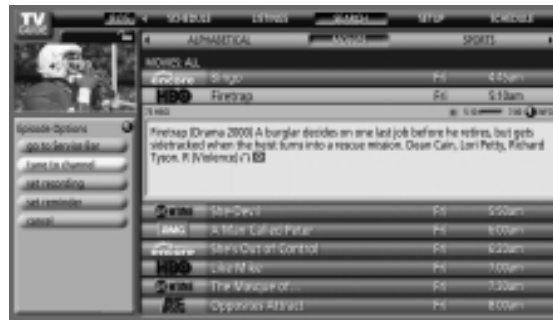 TV
GUIDE
SCHEDULE LISTINGS SEARCH SETUP SCHEDULE
ALPHABETICAL MOVIES SPORTS
MOVIES: ALL
encore Bingo Fri 4:45am
HBO Firetrap Fri 5:10am
Firetrap (Drama 2000) A burglar decides on one last job before he retires, but gets
sidetracked when the heist turns into a rescue mission. Dean Cain, Lori Petty, Richard
Tyson. R (Violence)
Episode Options
go to Service Bar
tune to channel
set recording
set reminder
cancel
She-Devil Fri 5:50am
AMC A Man Called Peter Fri 6:00am
encore She's Out of Control Fri
HBO Like Mike Fri 7:00am
The Masque of... Fri 7:30am
A&E Opposites Attract Fri 8:00am